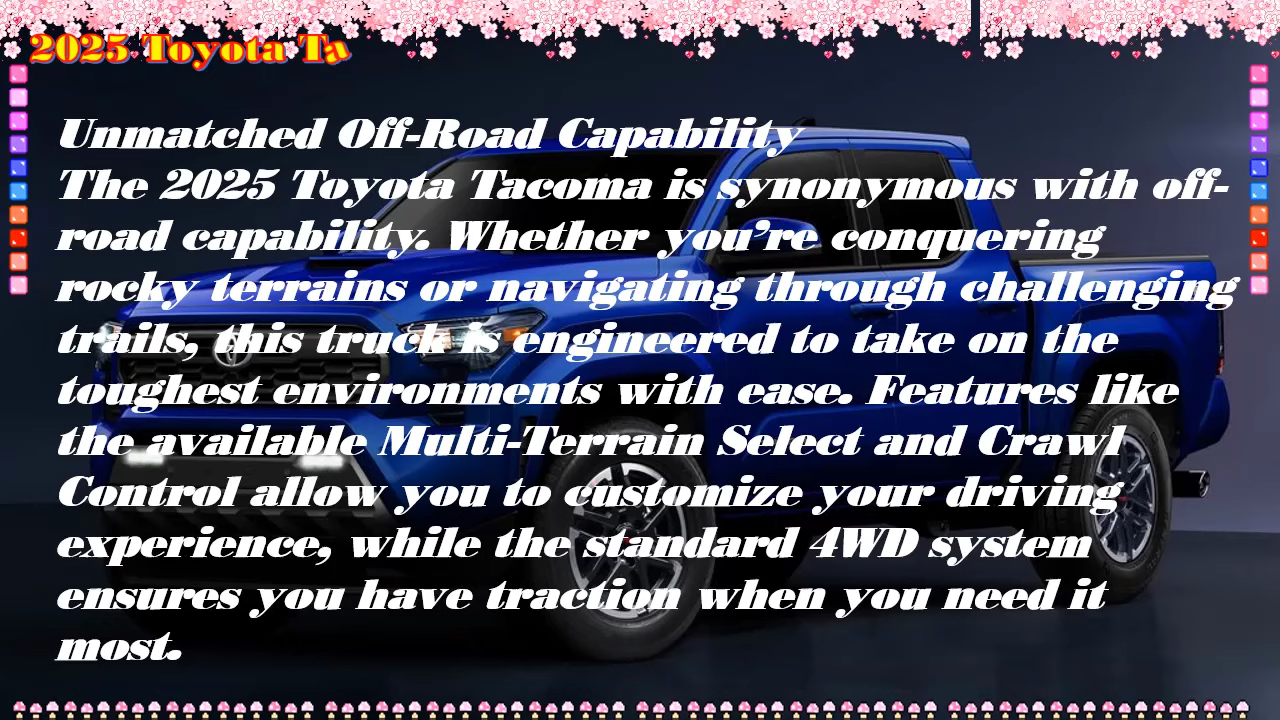 2025 Toyota Ta
Unmatched Off-Road Capability
The 2025 Toyota Tacoma is synonymous with off-
road capability. Whether you’re conquering
rocky terrains or navigating through challenging
trails, this truck is engineered to take on the
toughest environments with ease. Features like
the available Multi-Terrain Select and Crawl
Control allow you to customize your driving
experience, while the standard 4WD system
ensures you have traction when you need it
most.